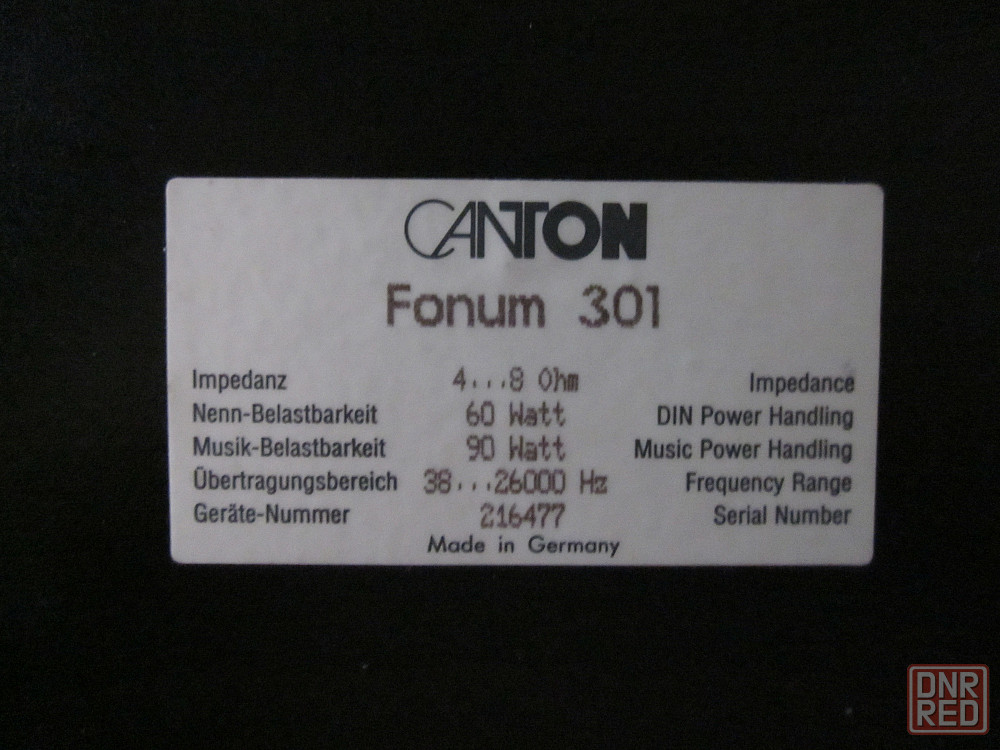 CANTON
Fonum 301
Impedanz 4...8 Ohm Impedance
Nenn-Belastbarkeit 60 Watt DIN Power Handling
Musik-Belastbarkeit 90 Watt Music Power Handling
Übertragungsbereich 38...26000 Hz Frequency Range
Geräte-Nummer 216477 Serial Number
Made in Germany
DNR
RED